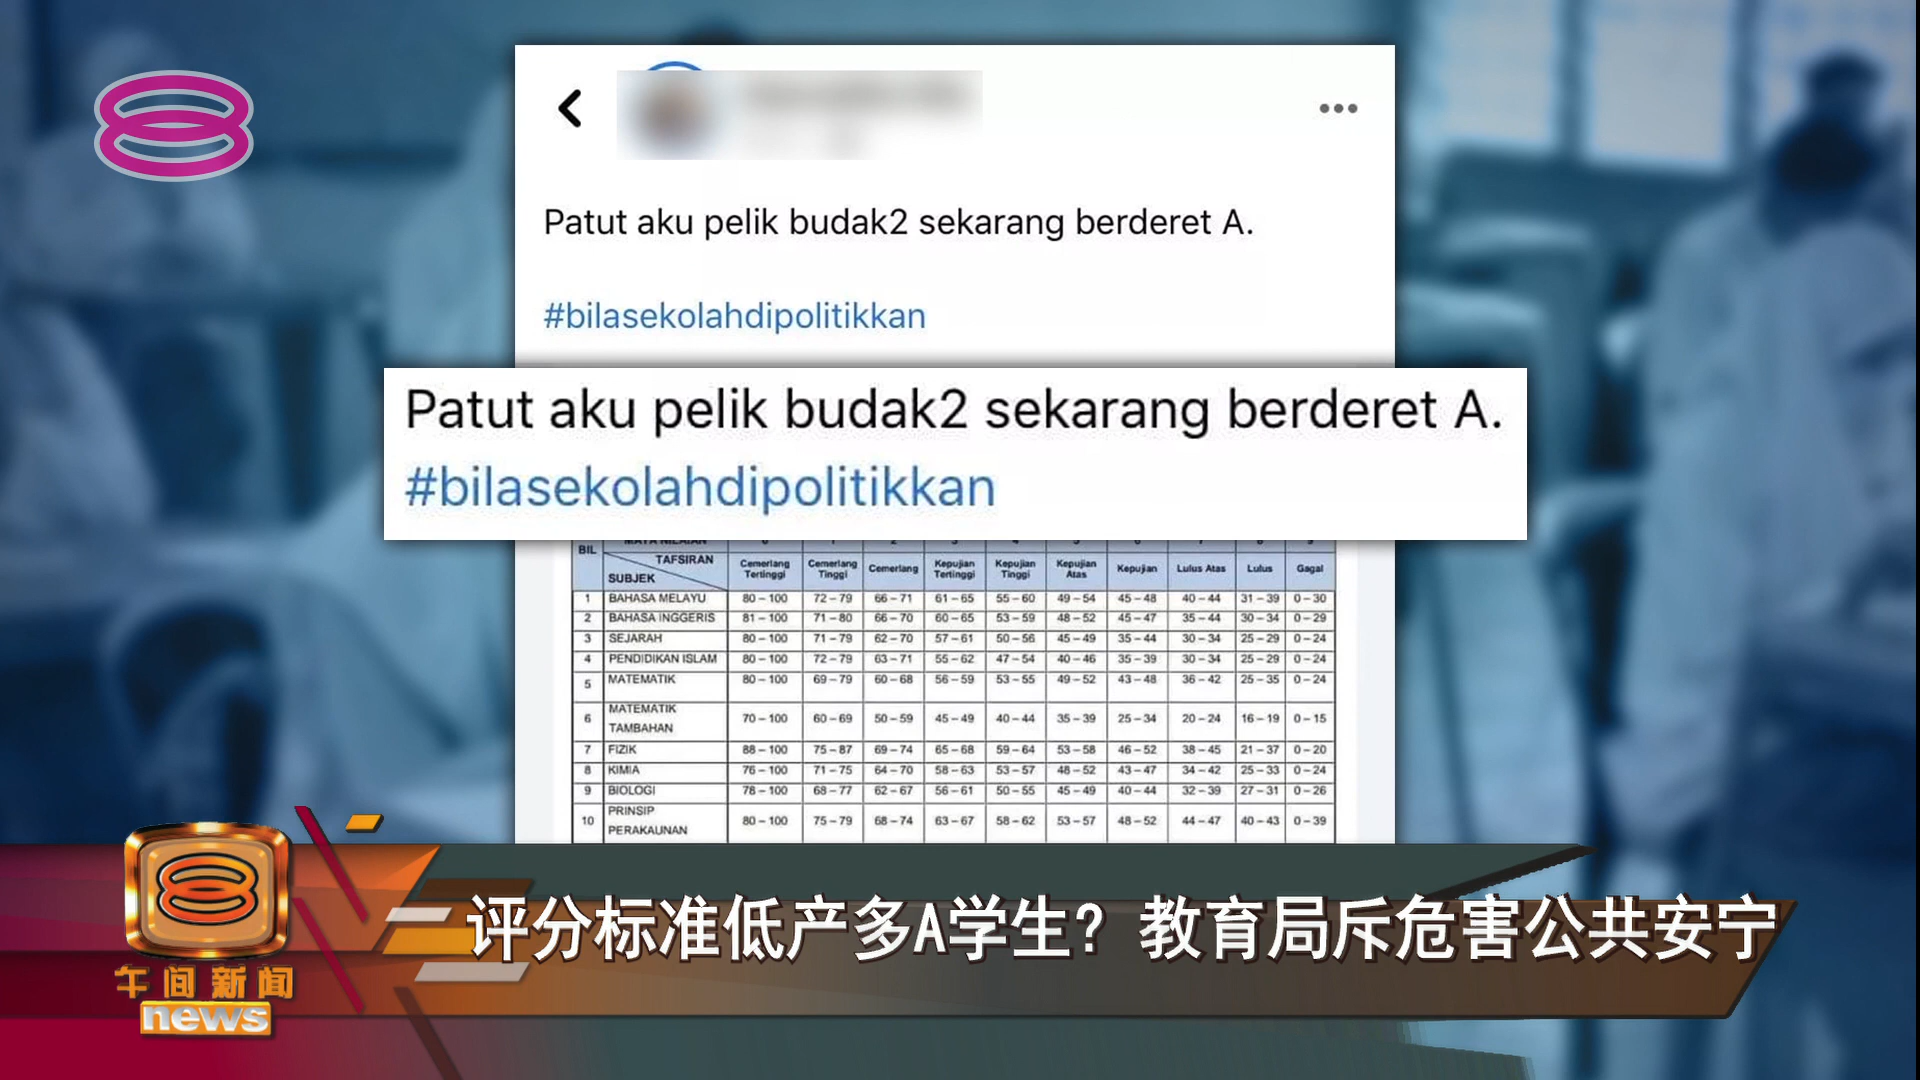 Patut aku pelik budak2 sekarang berderet A.
#bilasekolahdipolitikkan
Patut aku pelik budak2 sekarang berderet A.
#bilasekolahdipolitikkan
BIL TAFSIRAN SUBJEK Cemerlang Tertinggi Cemerlang Tinggi Cemerlang Kepujian Tertinggi Kepujian Tinggi Kepujian Atas Kepujian Lulus Atas Lulus Gagal
1 BAHASA MELAYU 80 – 100 72 – 79 66 – 71 61 – 65 55 – 60 49 – 54 45 – 48 40 – 44 31 – 39 0 – 30
2 BAHASA INGGERIS 81 – 100 71 – 80 66 – 70 60 – 65 53 – 59 48 – 52 45 – 47 35 – 44 30 – 34 0 – 29
3 SEJARAH 80 – 100 71 – 79 62 – 70 57 – 61 50 – 56 45 – 49 35 – 44 30 – 34 25 – 29 0 – 24
4 PENDIDIKAN ISLAM 80 – 100 72 – 79 63 – 71 55 – 62 47 – 54 40 – 46 35 – 39 30 – 34 25 – 29 0 – 24
5 MATEMATIK 80 – 100 69 – 79 60 – 68 56 – 59 53 – 55 49 – 52 43 – 48 36 – 42 25 – 35 0 – 24
6 MATEMATIK TAMBAHAN 70 – 100 60 – 69 50 – 59 45 – 49 40 – 44 35 – 39 25 – 34 20 – 24 16 – 19 0 – 15
7 FIZIK 88 – 100 75 – 87 69 – 74 65 – 68 59 – 64 53 – 58 46 – 52 38 – 45 21 – 37 0 – 20
8 KIMIA 76 – 100 71 – 75 64 – 70 58 – 63 53 – 57 48 – 52 43 – 47 34 – 42 25 – 33 0 – 24
9 BIOLOGI 78 – 100 68 – 77 62 – 67 56 – 61 50 – 55 45 – 49 40 – 44 32 – 39 27 – 31 0 – 26
10 PRINSIP PERAKAUNAN 80 – 100 75 – 79 68 – 74 63 – 67 58 – 62 53 – 57 48 – 52 44 – 47 40 – 43 0 – 39
评分标准低产多A学生? 教育局斥危害公共安宁
午间新闻
news